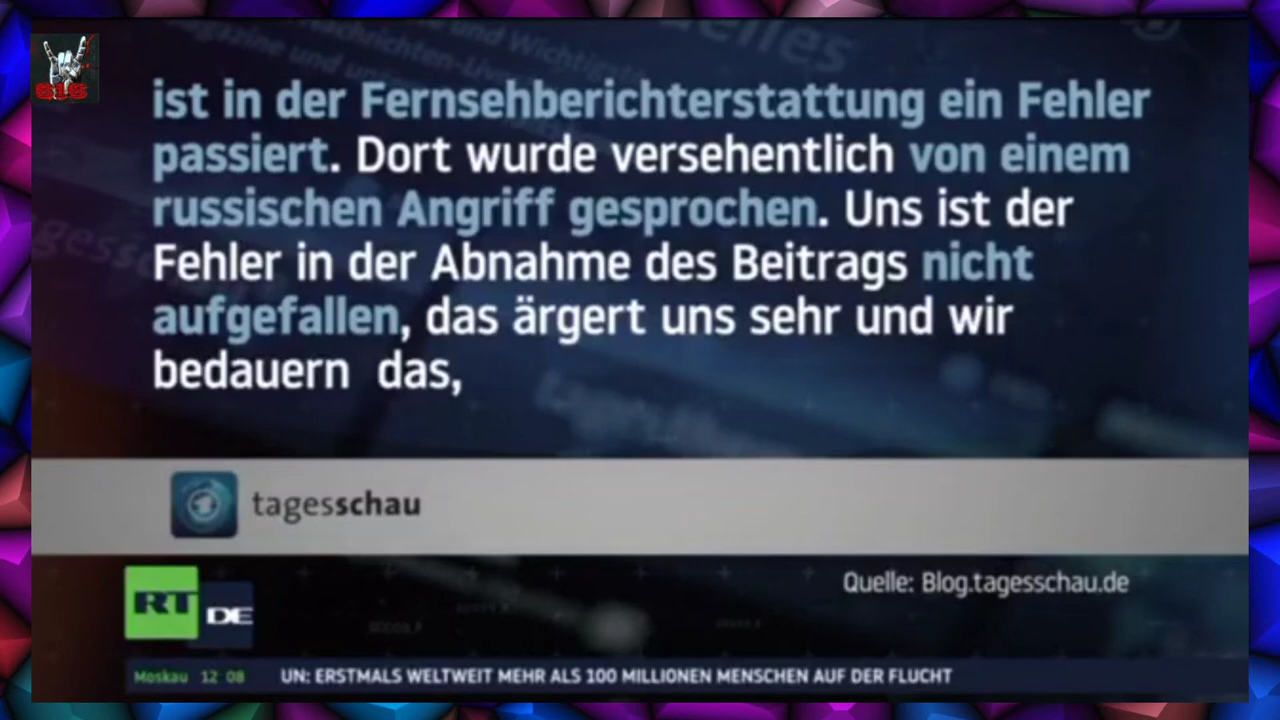 616
ist in der Fernsehberichterstattung ein Fehler
passiert. Dort wurde versehentlich von einem
russischen Angriff gesprochen. Uns ist der
Fehler in der Abnahme des Beitrags nicht
aufgefallen, das ärgert uns sehr und wir
bedauern das,
tagesschau
Quelle: Blog.tagesschau.de
RT DE
Moskau 12 08 UN: ERSTMALS WELTWEIT MEHR ALS 100 MILLIONEN MENSCHEN AUF DER FLUCHT